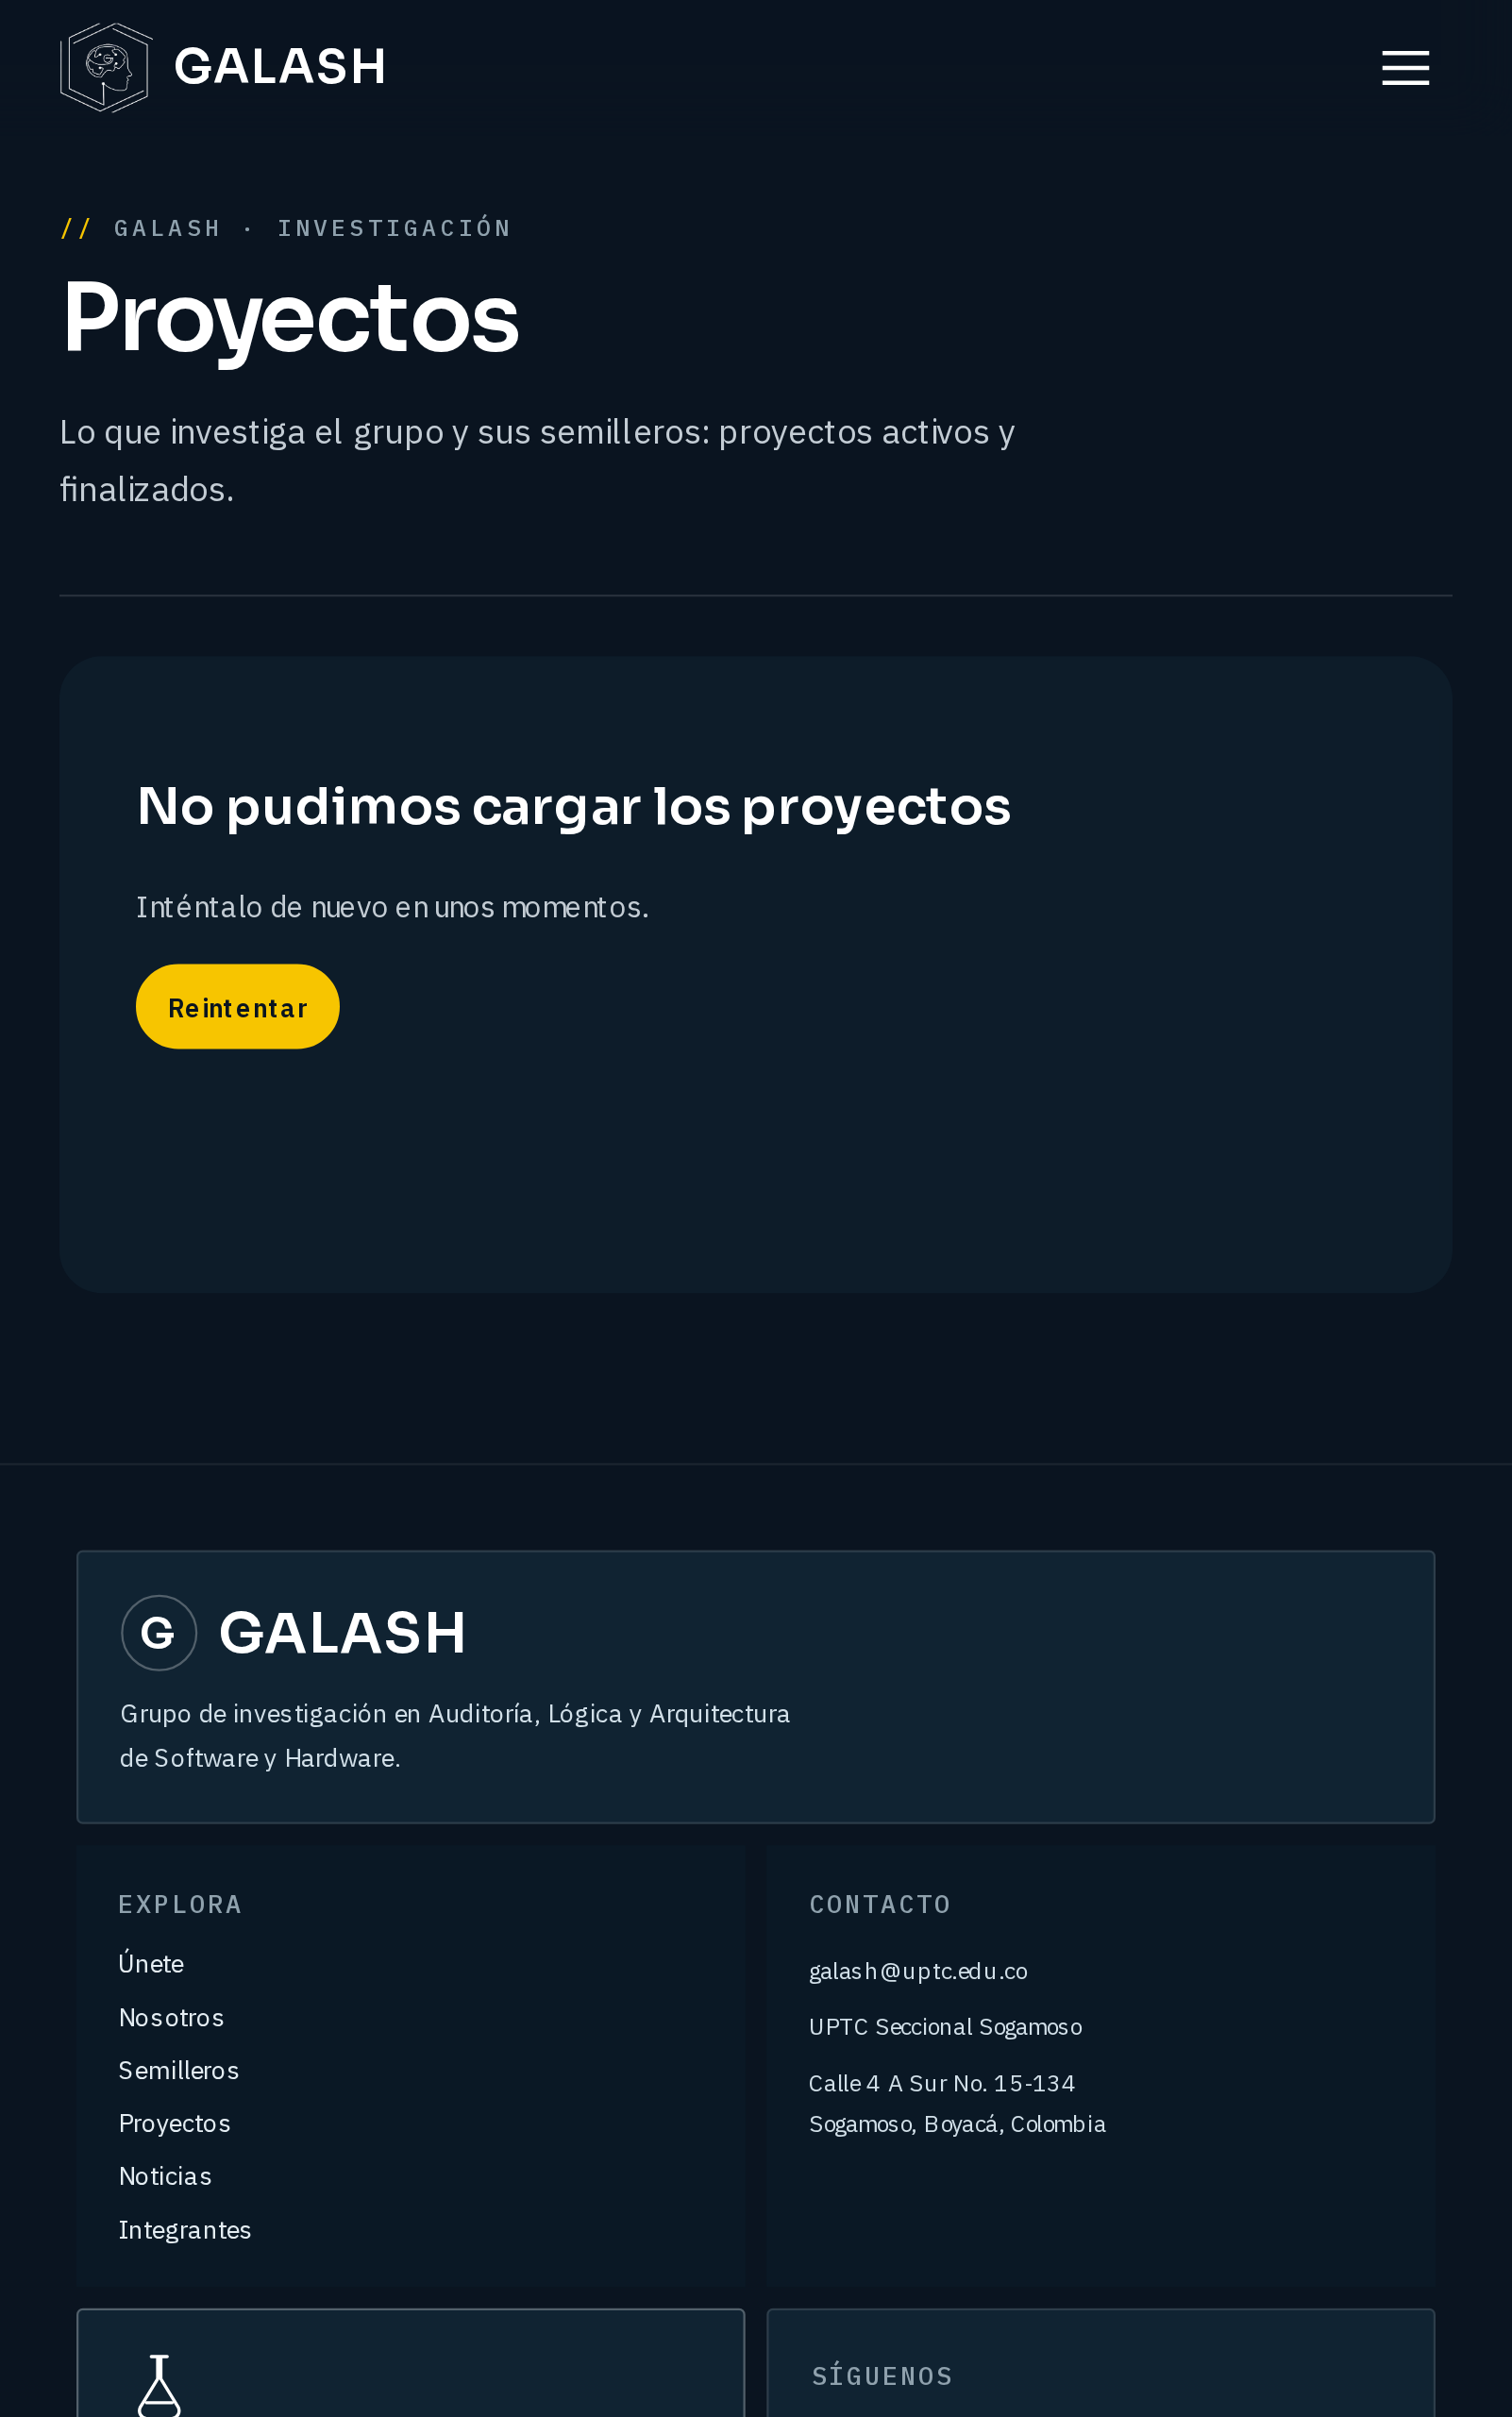 GALASH
// GALASH · INVESTIGACIÓN
Proyectos
Lo que investiga el grupo y sus semilleros: proyectos activos y
finalizados.
No pudimos cargar los proyectos
Inténtalo de nuevo en unos momentos.
Reintentar
G GALASH
Grupo de investigación en Auditoría, Lógica y Arquitectura
de Software y Hardware.
EXPLORA
Únete
Nosotros
Semilleros
Proyectos
Noticias
Integrantes
CONTACTO
galash@uptc.edu.co
UPTC Seccional Sogamoso
Calle 4 A Sur No. 15-134
Sogamoso, Boyacá, Colombia
SÍGUENOS